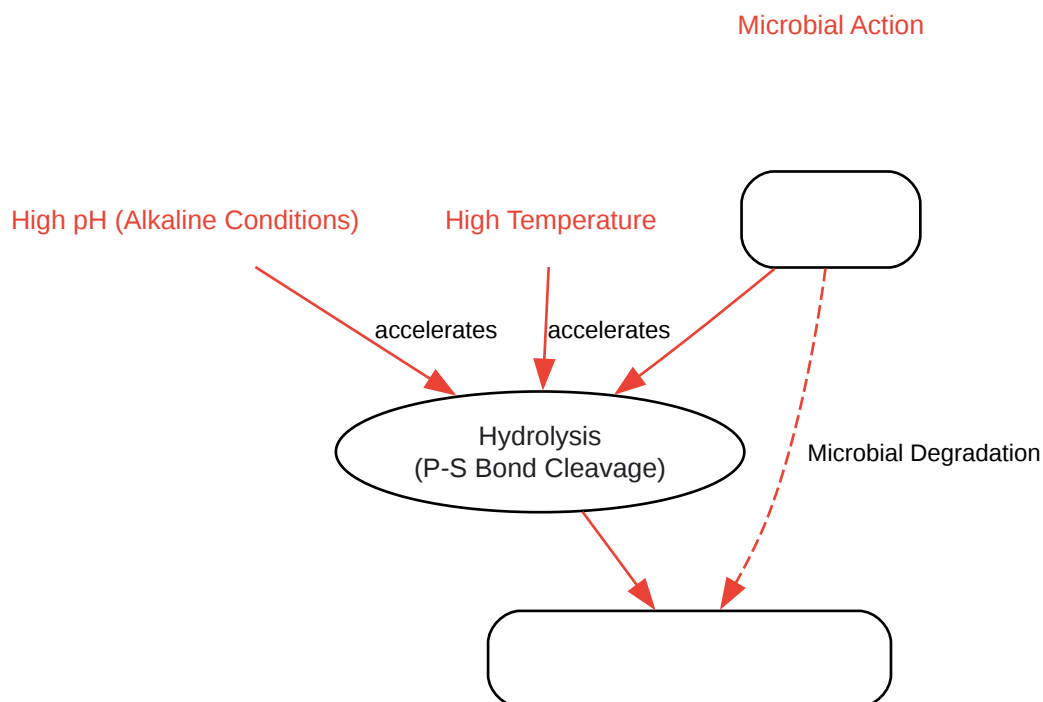 Microbial Action
High pH (Alkaline Conditions)
High Temperature
accelerates
accelerates
Hydrolysis
(P-S Bond Cleavage)
Microbial Degradation